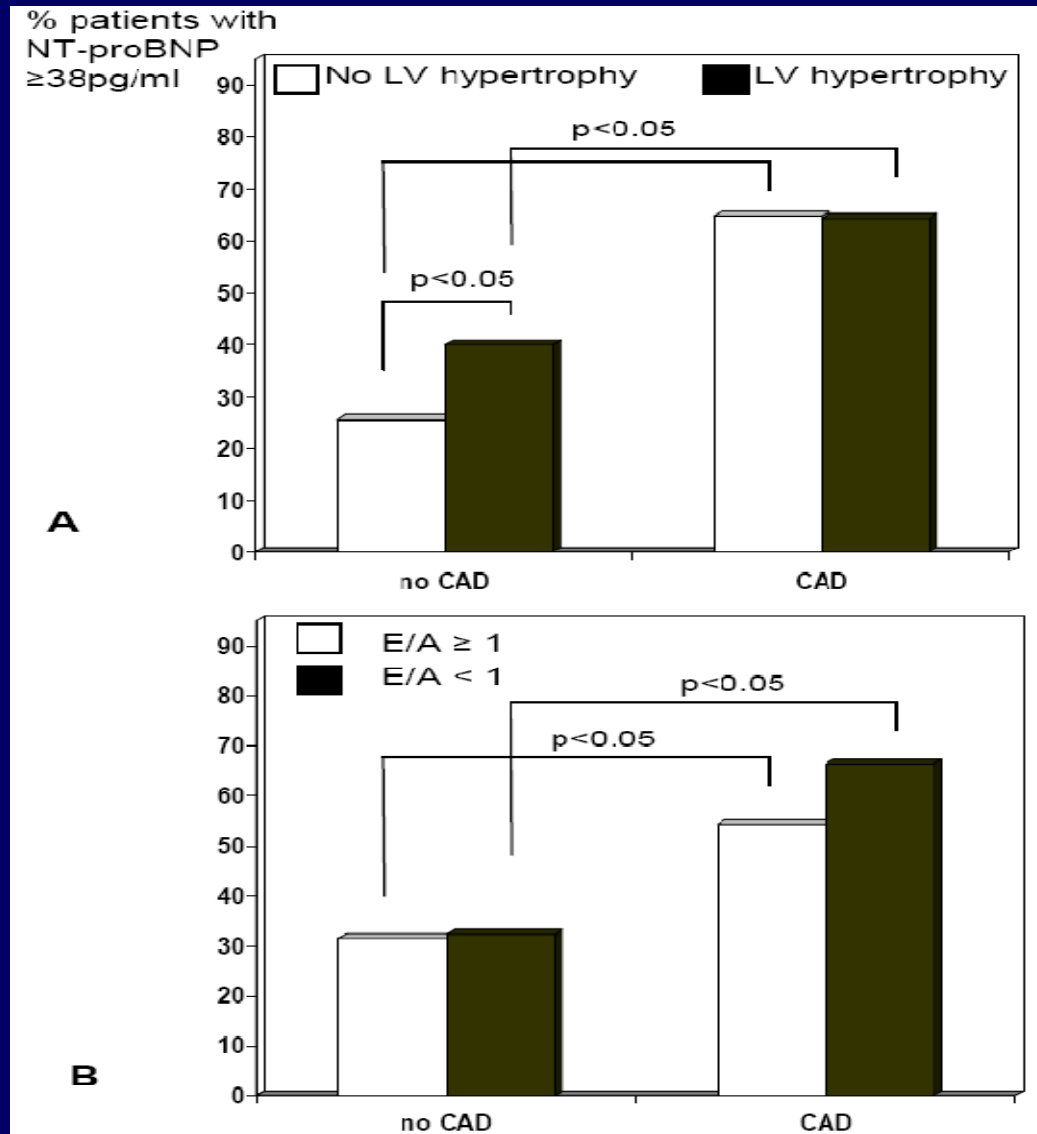 % patients with
NT-proBNP
≥38pg/ml
No LV hypertrophy
LV hypertrophy
90
80
70
60
50
40
30
20
10
0
p<0.05
p<0.05
A
no CAD
CAD
E/A ≥ 1
E/A < 1
90
80
70
60
50
40
30
20
10
0
p<0.05
p<0.05
B
no CAD
CAD